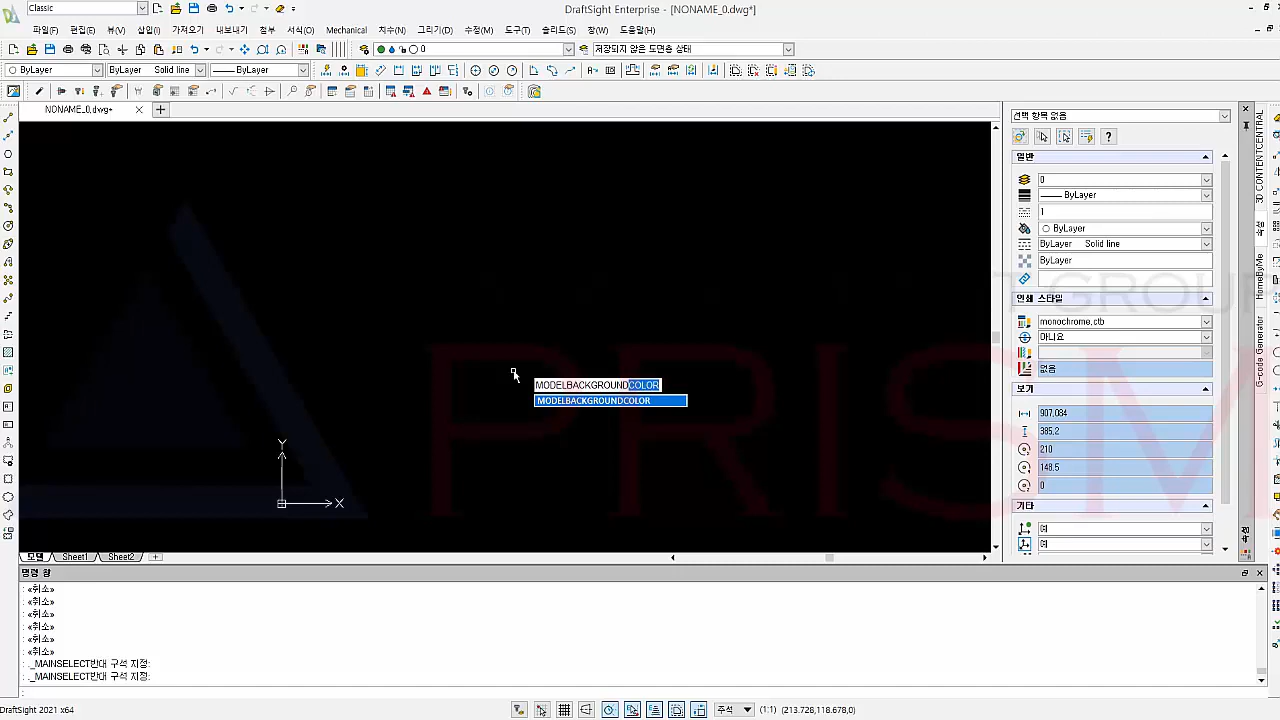 Classic
DraftSight Enterprise - [NONAME_0.dwg*]
파일(F) 편집(E) 뷰(V) 삽입(I) 가져오기 내보내기 첨부 서식(O) Mechanical 치수(N) 그리기(D) 수정(M) 도구(T) 슬리드(S) 창(W) 도움말(H)
0 저장되지 않은 도면층 상태
ByLayer ByLayer Solid line ByLayer
NONAME_0.dwg*
선택 항목 없음
일반
0
ByLayer
1
ByLayer
ByLayer Solid line
ByLayer
인쇄 스타일
monochrome.ctb
아니요
없음
보기
907.084
385.2
210
148.5
0
기타
예
예
3D CONTENTCENTRAL
HomeByMe
G-code Generator
T GROUP
PRISM
MODELBACKGROUNDCOLOR
MODELBACKGROUNDCOLOR
Y
X
모델 Sheet1 Sheet2
명령 창
: «취소»
: «취소»
: «취소»
: «취소»
: «취소»
: «취소»
: ._MAINSELECT반대 구석 지정:
: ._MAINSELECT반대 구석 지정:
:
DraftSight 2021 x64
주석 (1:1) (213.728,118.678,0)